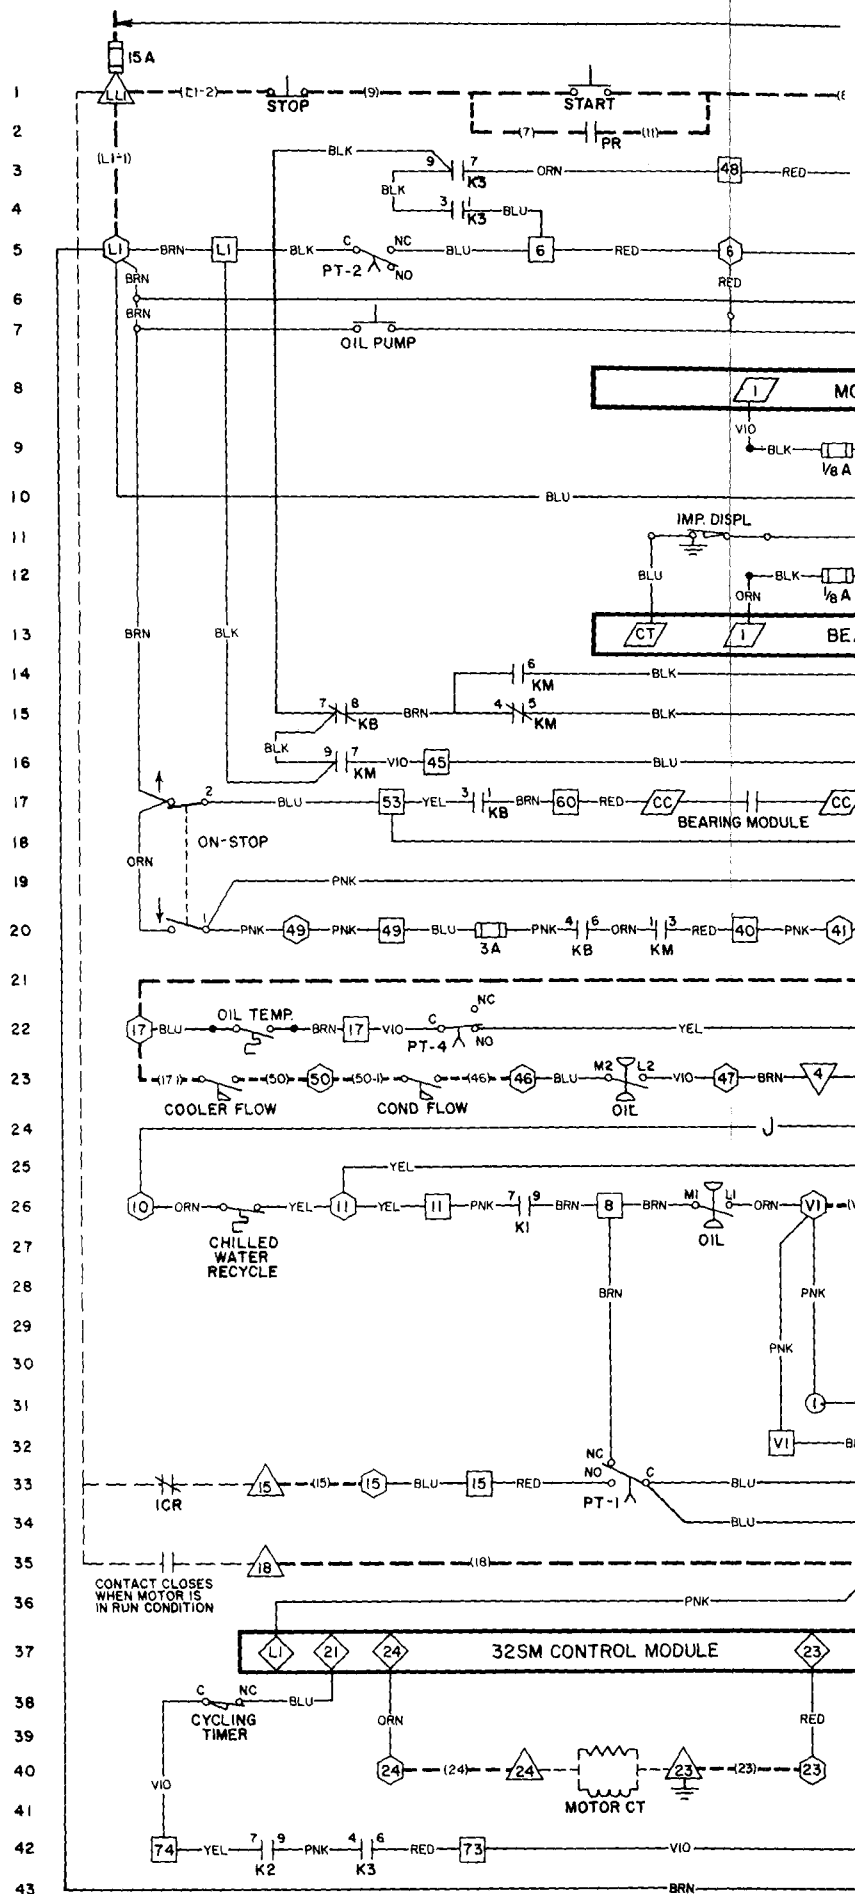 15A
1 LL1 (L1-2) STOP (9) START (8
2 (7) PR (11)
(L1-1)
BLK
3 9 7 K3 ORN 48 RED
BLK
4 3 1 K3 BLU
5 L1 BRN L1 BLK C NC BLU 6 RED 6
PT-2 NO
BRN RED
6
BRN
7 OIL PUMP
8 1 MO
VIO
9 BLK 1/8 A
10 BLU
11 IMP. DISPL
12 BLU BLK 1/8 A
ORN
13 BRN BLK CT 1 BEA
14 6 KM BLK
15 7 8 KB BRN 4 5 KM BLK
BLK
16 9 7 KM VIO 45 BLU
17 2 BLU 53 YEL 3 1 KB BRN 60 RED CC CC
BEARING MODULE
18 ON-STOP
ORN
19 PNK
20 1 PNK 49 PNK 49 BLU 3A PNK 4 6 KB ORN 1 3 KM RED 40 PNK 41
21
22 17 BLU OIL TEMP. BRN 17 VIO C NC PT-4 NO YEL
23 (17-1) COOLER FLOW (50) 50 (50-1) COND FLOW (46) 46 BLU M2 L2 OIL VIO 47 BRN 4
24
25 YEL
26 10 ORN YEL 11 YEL 11 PNK 7 9 K1 BRN 8 BRN M1 L1 OIL ORN V1
27 CHILLED
WATER
RECYCLE
28 BRN PNK
29
30 PNK
31 1
32 V1
NC
33 1CR 15 (15) 15 BLU 15 RED NO PT-1 C BLU
34 BLU
35 18 (18)
CONTACT CLOSES
WHEN MOTOR IS
IN RUN CONDITION
36 PNK
37 L1 21 24 32SM CONTROL MODULE 23
38 C NC BLU
CYCLING
TIMER
ORN RED
39
40 24 (24) 24 23 (23) 23
VIO
MOTOR CT
41
42 74 YEL 7 9 K2 PNK 4 6 K3 RED 73 VIO
43 BRN